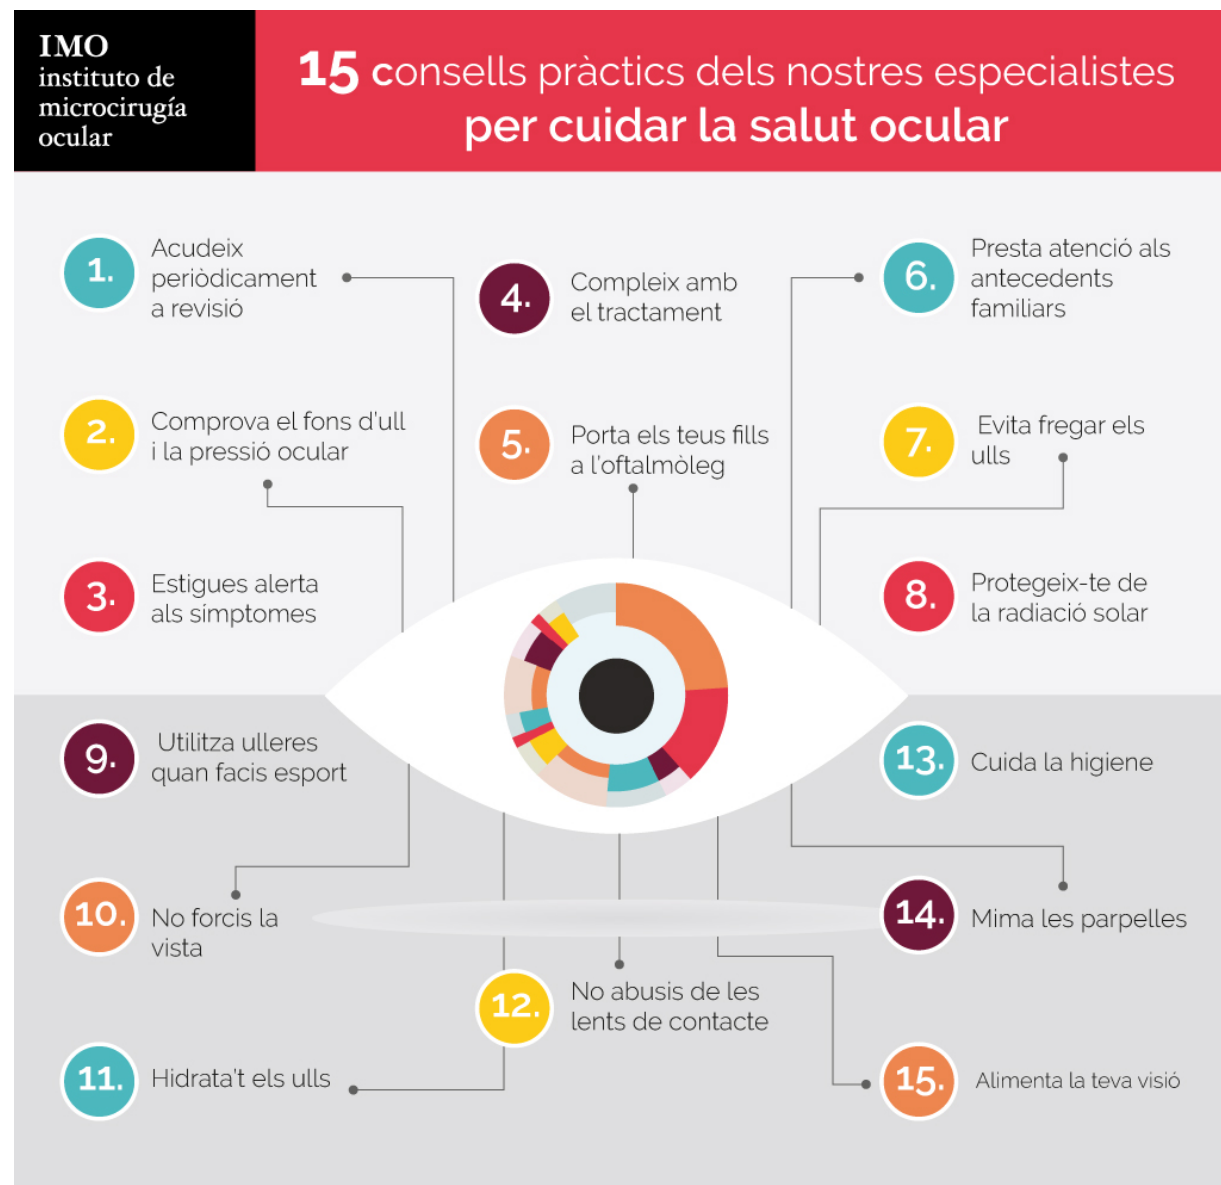 IMO
instituto de
microcirugía
ocular
15 consells pràctics dels nostres especialistes
per cuidar la salut ocular
1.
Acudeix
periòdicament
a revisió
2.
Comprova el fons d'ull
i la pressió ocular
3.
Estigues alerta
als símptomes
4.
Compleix amb
el tractament
5.
Porta els teus fills
a l'oftalmòleg
6.
Presta atenció als
antecedents
familiars
7.
Evita fregar els
ulls
8.
Protegeix-te de
la radiació solar
9.
Utilitza ulleres
quan facis esport
10.
No forcis la
vista
11.
Hidrata't els ulls
12.
No abusis de les
lents de contacte
13.
Cuida la higiene
14.
Mima les parpelles
15.
Alimenta la teva visió